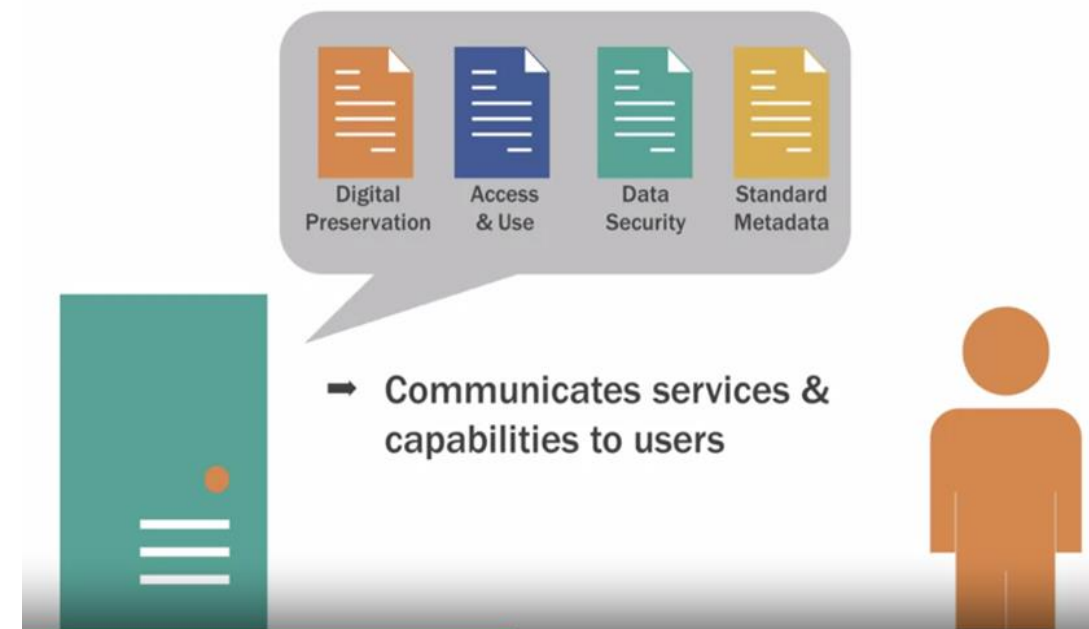 Digital
Preservation
Access
& Use
Data
Security
Standard
Metadata
➡ Communicates services &
capabilities to users